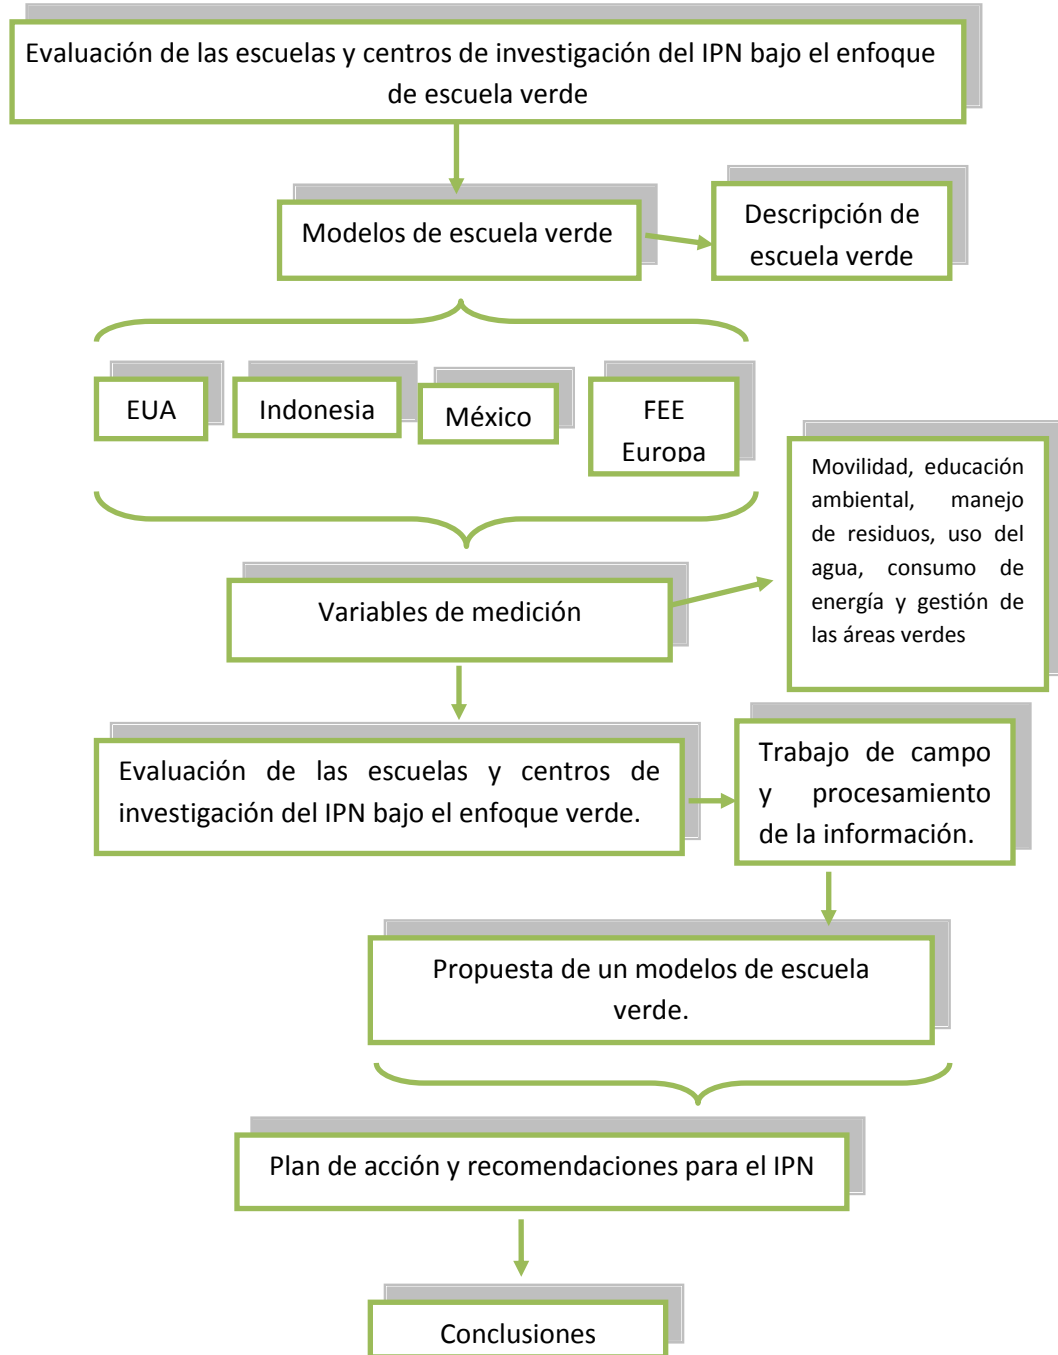 Evaluación de las escuelas y centros de investigación del IPN bajo el enfoque
de escuela verde
Modelos de escuela verde
Descripción de
escuela verde
EUA
Indonesia
México
FEE
Europa
Movilidad, educación
ambiental, manejo
de residuos, uso del
agua, consumo de
energía y gestión de
las áreas verdes
Variables de medición
Evaluación de las escuelas y centros de
investigación del IPN bajo el enfoque verde.
Trabajo de campo
y procesamiento
de la información.
Propuesta de un modelos de escuela
verde.
Plan de acción y recomendaciones para el IPN
Conclusiones